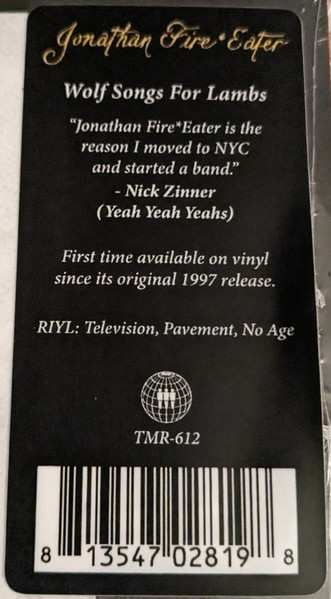 Jonathan Fire*Eater
Wolf Songs For Lambs
"Jonathan Fire*Eater is the
reason I moved to NYC
and started a band."
- Nick Zinner
(Yeah Yeah Yeahs)
First time available on vinyl
since its original 1997 release.
RIYL: Television, Pavement, No Age
TMR-612
8 13547 02819 8